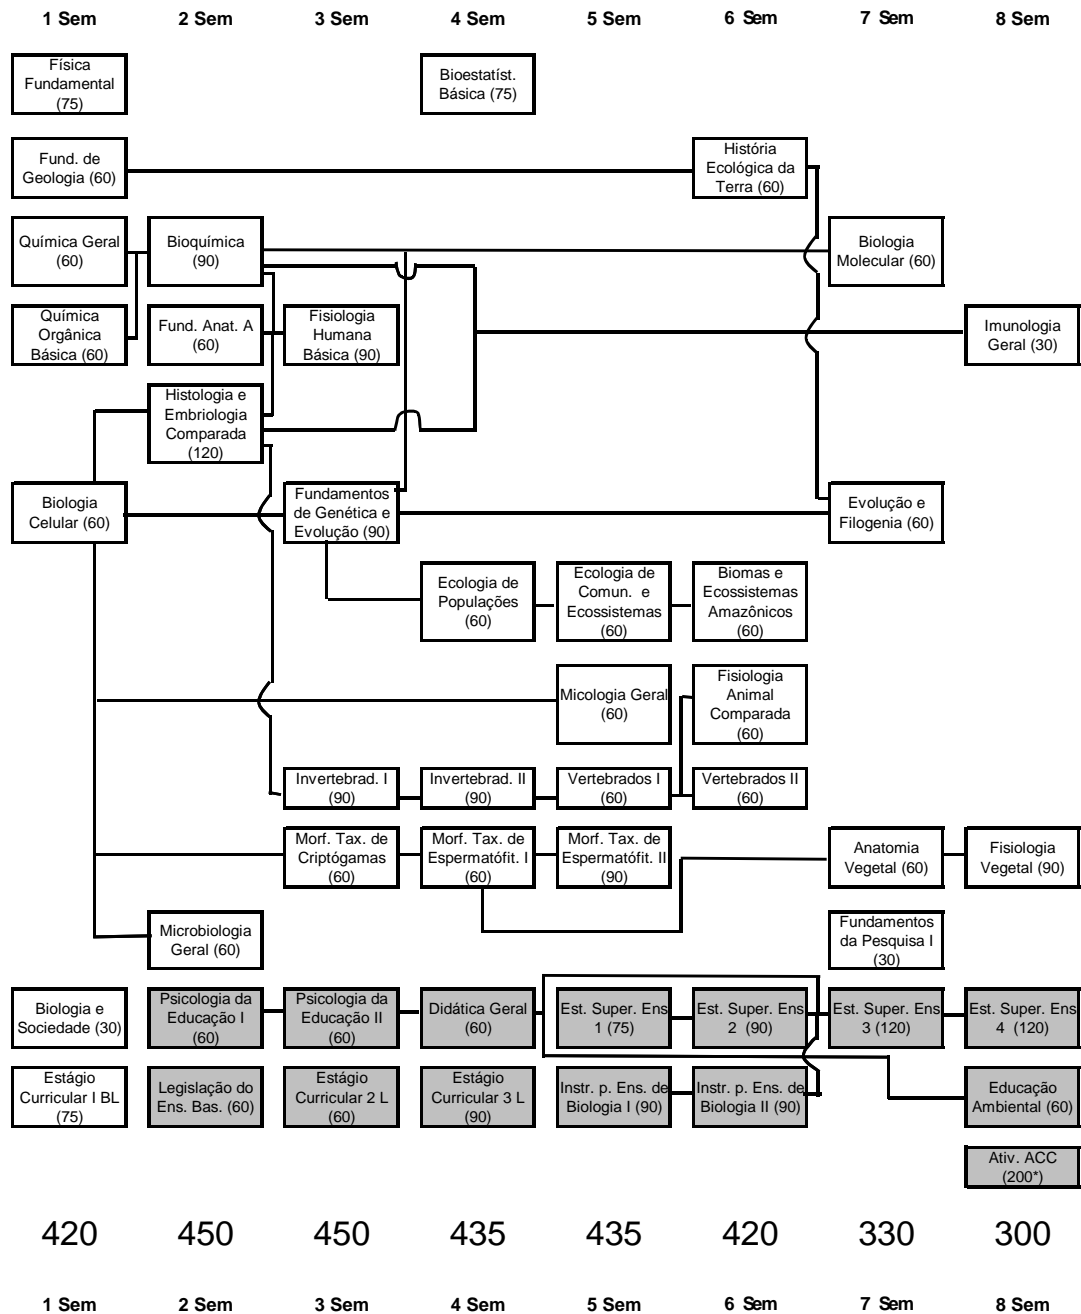 1 Sem 2 Sem 3 Sem 4 Sem 5 Sem 6 Sem 7 Sem 8 Sem
Física
Fundamental
(75)
Bioestatíst.
Básica (75)
Fund. de
Geologia (60)
História
Ecológica da
Terra (60)
Química Geral
(60)
Bioquímica
(90)
Biologia
Molecular (60)
Química
Orgânica
Básica (60)
Fund. Anat. A
(60)
Fisiologia
Humana
Básica (90)
Imunologia
Geral (30)
Histologia e
Embriologia
Comparada
(120)
Biologia
Celular (60)
Fundamentos
de Genética e
Evolução (90)
Evolução e
Filogenia (60)
Ecologia de
Populações
(60)
Ecologia de
Comun. e
Ecossistemas
(60)
Biomas e
Ecossistemas
Amazônicos
(60)
Micologia Geral
(60)
Fisiologia
Animal
Comparada
(60)
Invertebrad. I
(90)
Invertebrad. II
(90)
Vertebrados I
(60)
Vertebrados II
(60)
Morf. Tax. de
Criptógamas
(60)
Morf. Tax. de
Espermatófit. I
(60)
Morf. Tax. de
Espermatófit. II
(90)
Anatomia
Vegetal (60)
Fisiologia
Vegetal (90)
Microbiologia
Geral (60)
Fundamentos
da Pesquisa I
(30)
Biologia e
Sociedade (30)
Psicologia da
Educação I
(60)
Psicologia da
Educação II
(60)
Didática Geral
(60)
Est. Super. Ens
1 (75)
Est. Super. Ens
2 (90)
Est. Super. Ens
3 (120)
Est. Super. Ens
4 (120)
Estágio
Curricular I BL
(75)
Legislação do
Ens. Bas. (60)
Estágio
Curricular 2 L
(60)
Estágio
Curricular 3 L
(90)
Instr. p. Ens. de
Biologia I (90)
Instr. p. Ens. de
Biologia II (90)
Educação
Ambiental (60)
Ativ. ACC
(200*)
420 450 450 435 435 420 330 300
1 Sem 2 Sem 3 Sem 4 Sem 5 Sem 6 Sem 7 Sem 8 Sem